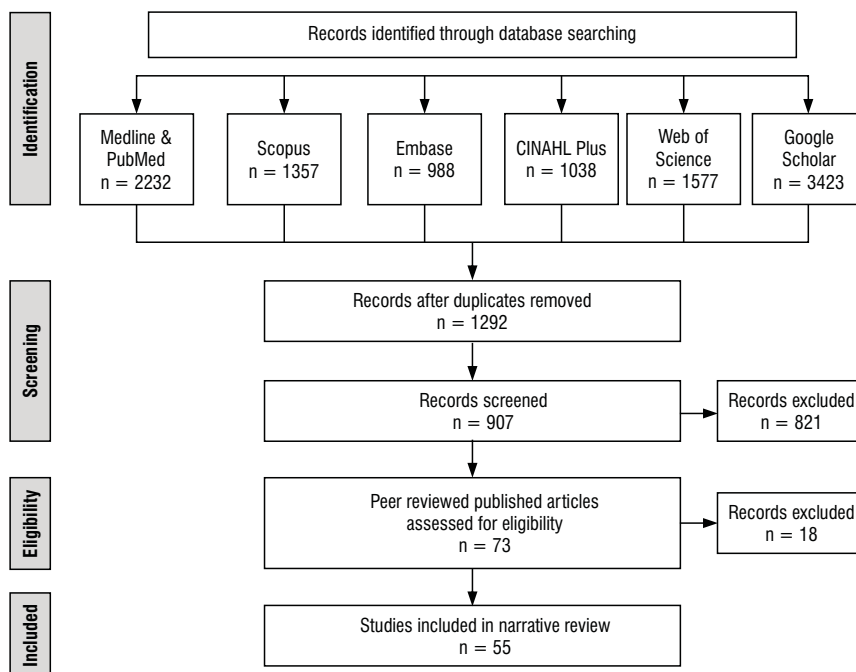 Identification
Records identified through database searching
Medline &
PubMed
n = 2232
Scopus
n = 1357
Embase
n = 988
CINAHL Plus
n = 1038
Web of
Science
n = 1577
Google
Scholar
n = 3423
Screening
Records after duplicates removed
n = 1292
Records screened
n = 907
Records excluded
n = 821
Eligibility
Peer reviewed published articles
assessed for eligibility
n = 73
Records excluded
n = 18
Included
Studies included in narrative review
n = 55